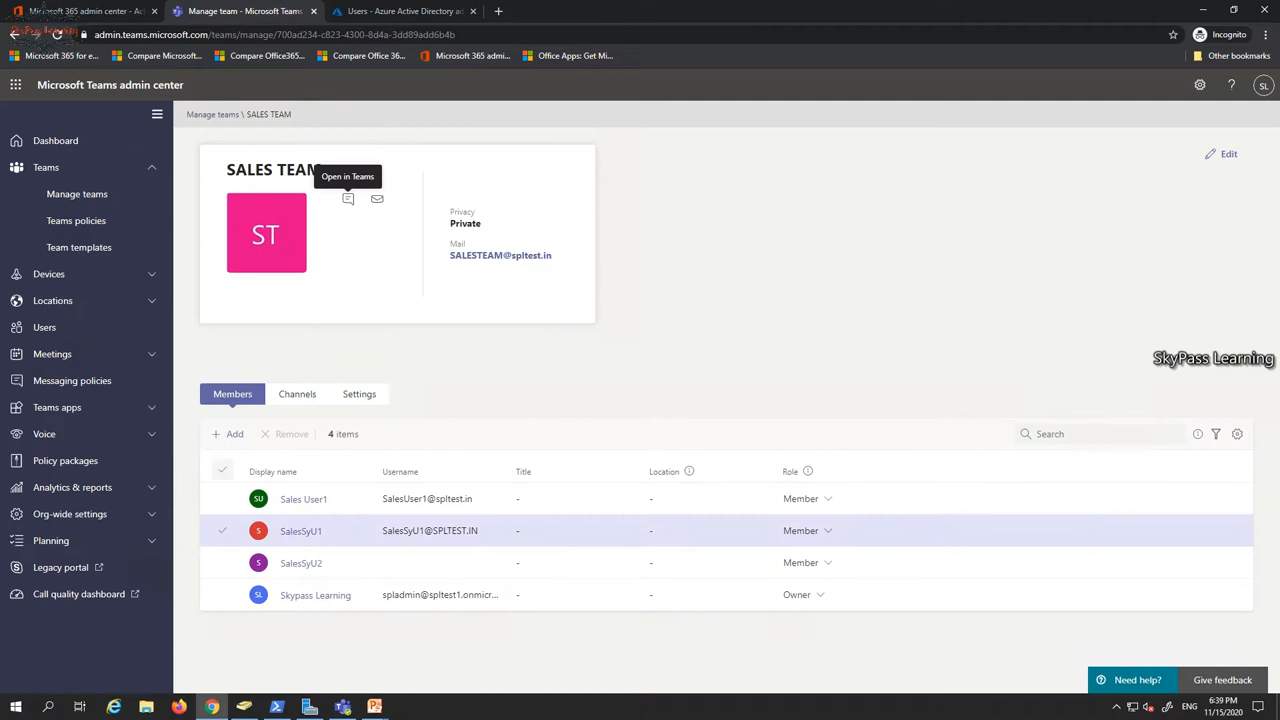 Microsoft 365 admin center - Ac
Manage team - Microsoft Teams
Users - Azure Active Directory ad
admin.teams.microsoft.com/teams/manage/700ad234-c823-4300-8d4a-3dd89add6b4b
Incognito
Microsoft 365 for e...
Compare Microsoft...
Compare Office365...
Compare Office 36...
Microsoft 365 admi...
Office Apps: Get Mi...
Other bookmarks
Microsoft Teams admin center
SL
Manage teams \ SALES TEAM
Dashboard
Teams
Manage teams
Teams policies
Team templates
Devices
Locations
Users
Meetings
Messaging policies
Teams apps
Voice
Policy packages
Analytics & reports
Org-wide settings
Planning
Legacy portal
Call quality dashboard
Edit
SALES TEAM
Open in Teams
ST
Privacy
Private
Mail
SALESTEAM@spltest.in
SkyPass Learning
Members
Channels
Settings
Add
Remove
4 items
Search
Display name
Username
Title
Location
Role
SU Sales User1 SalesUser1@spltest.in - - Member
S SalesSyU1 SalesSyU1@SPLTEST.IN - - Member
S SalesSyU2 - - Member
SL Skypass Learning spladmin@spltest1.onmicr... - - Owner
Need help?
Give feedback
ENG
6:39 PM
11/15/2020